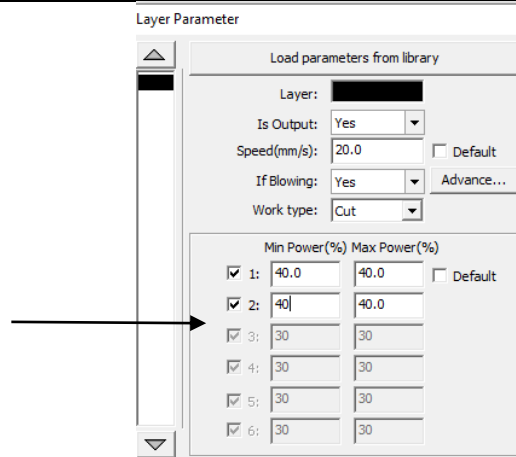 Layer Parameter
Load parameters from library
Layer:
Is Output: Yes
Speed(mm/s): 20.0 Default
If Blowing: Yes Advance...
Work type: Cut
Min Power(%) Max Power(%)
1: 40.0 40.0 Default
2: 40 40.0
3: 30 30
4: 30 30
5: 30 30
6: 30 30